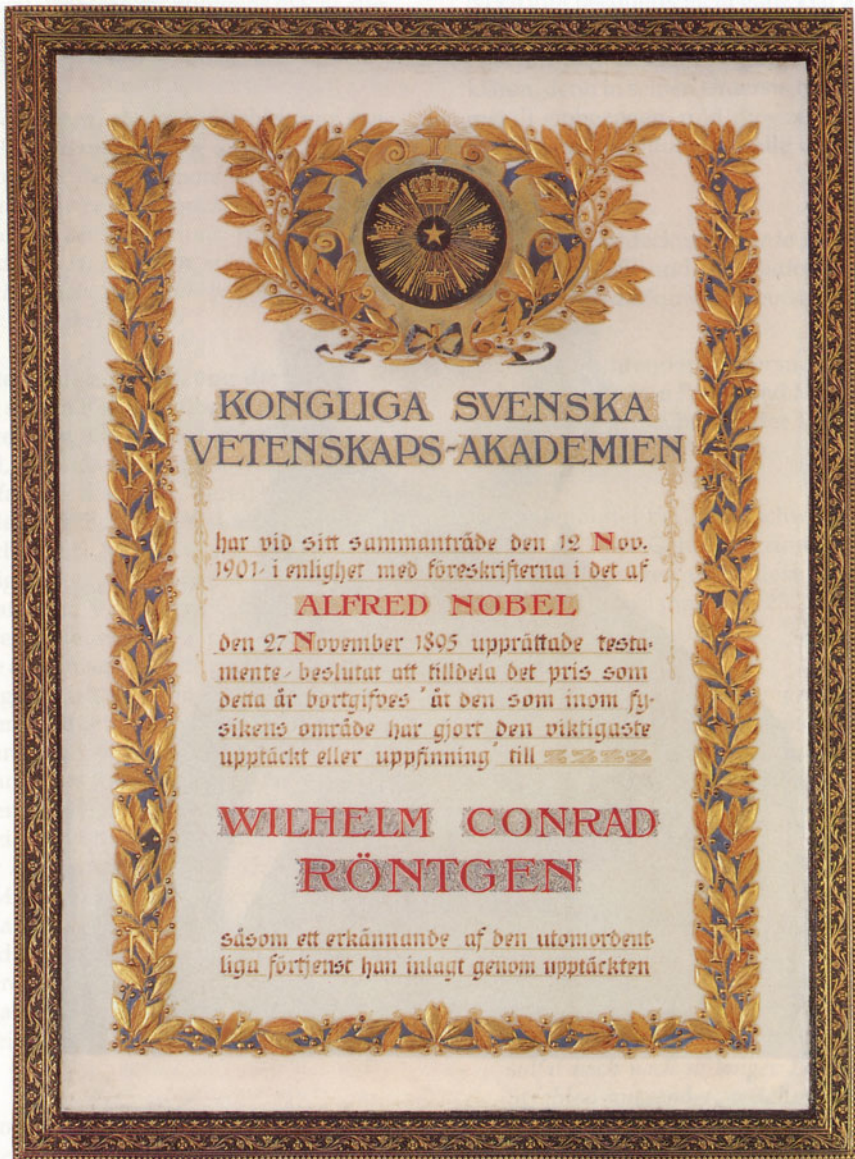 KONGLIGA SVENSKA
VETENSKAPS-AKADEMIEN
har vid sitt sammanträde den 12 Nov.
1901, i enlighet med föreskrifterna i det af
ALFRED NOBEL
den 27 November 1895 upprättade testa-
mente, beslutat att tilldela det pris som
detta år bortgifves "åt den som inom fy-
sikens område har gjort den viktigaste
upptäckt eller uppfinning" till
WILHELM CONRAD
RÖNTGEN
såsom ett erkännande af den utomordent-
liga förtjenst han inlagt genom upptäckten
N
N
N
N
N
N
N
N
N
N